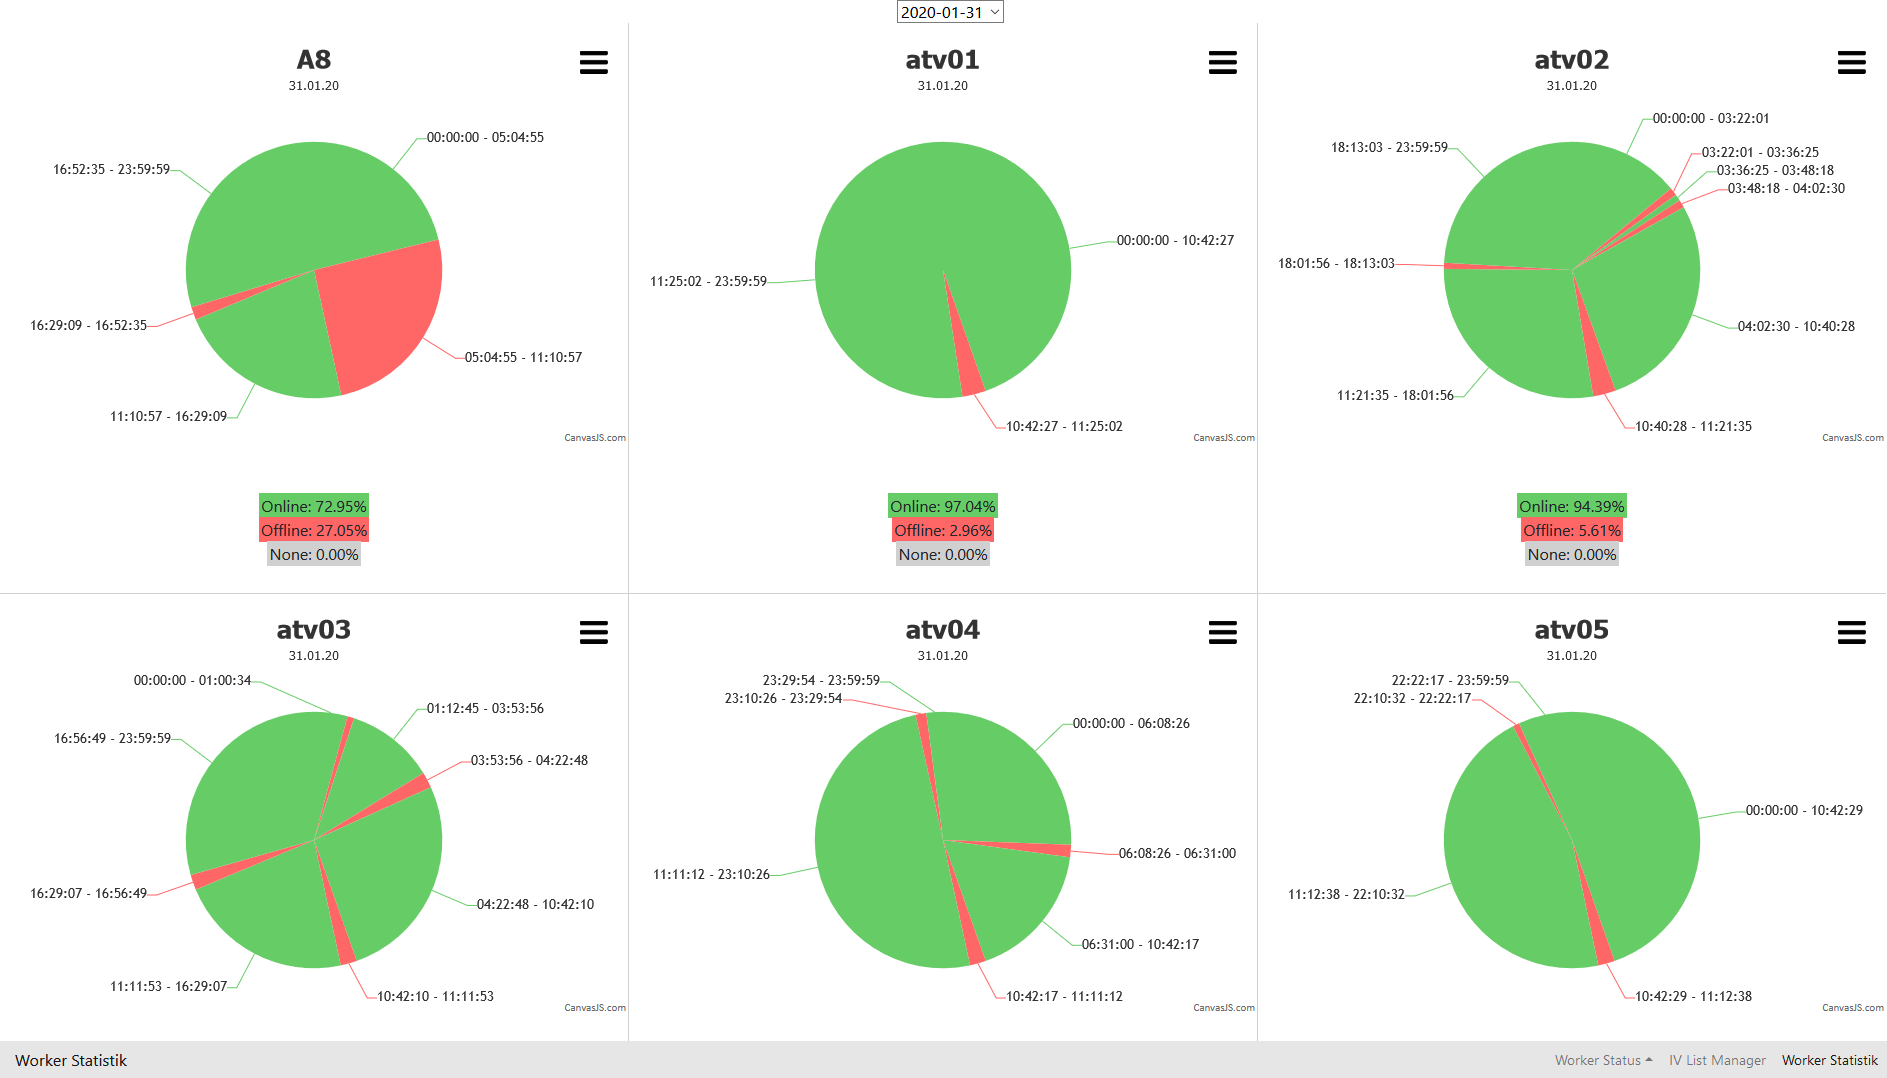 2020-01-31
A8
31.01.20
00:00:00 - 05:04:55
16:52:35 - 23:59:59
16:29:09 - 16:52:35
05:04:55 - 11:10:57
11:10:57 - 16:29:09
CanvasJS.com
Online: 72.95%
Offline: 27.05%
None: 0.00%
atv01
31.01.20
00:00:00 - 10:42:27
11:25:02 - 23:59:59
10:42:27 - 11:25:02
CanvasJS.com
Online: 97.04%
Offline: 2.96%
None: 0.00%
atv02
31.01.20
00:00:00 - 03:22:01
18:13:03 - 23:59:59
03:22:01 - 03:36:25
03:36:25 - 03:48:18
03:48:18 - 04:02:30
18:01:56 - 18:13:03
04:02:30 - 10:40:28
11:21:35 - 18:01:56
10:40:28 - 11:21:35
CanvasJS.com
Online: 94.39%
Offline: 5.61%
None: 0.00%
atv03
31.01.20
00:00:00 - 01:00:34
01:12:45 - 03:53:56
16:56:49 - 23:59:59
03:53:56 - 04:22:48
16:29:07 - 16:56:49
04:22:48 - 10:42:10
11:11:53 - 16:29:07
10:42:10 - 11:11:53
CanvasJS.com
atv04
31.01.20
23:29:54 - 23:59:59
23:10:26 - 23:29:54
00:00:00 - 06:08:26
06:08:26 - 06:31:00
11:11:12 - 23:10:26
06:31:00 - 10:42:17
10:42:17 - 11:11:12
CanvasJS.com
atv05
31.01.20
22:22:17 - 23:59:59
22:10:32 - 22:22:17
00:00:00 - 10:42:29
11:12:38 - 22:10:32
10:42:29 - 11:12:38
CanvasJS.com
Worker Statistik
Worker Status
IV List Manager
Worker Statistik